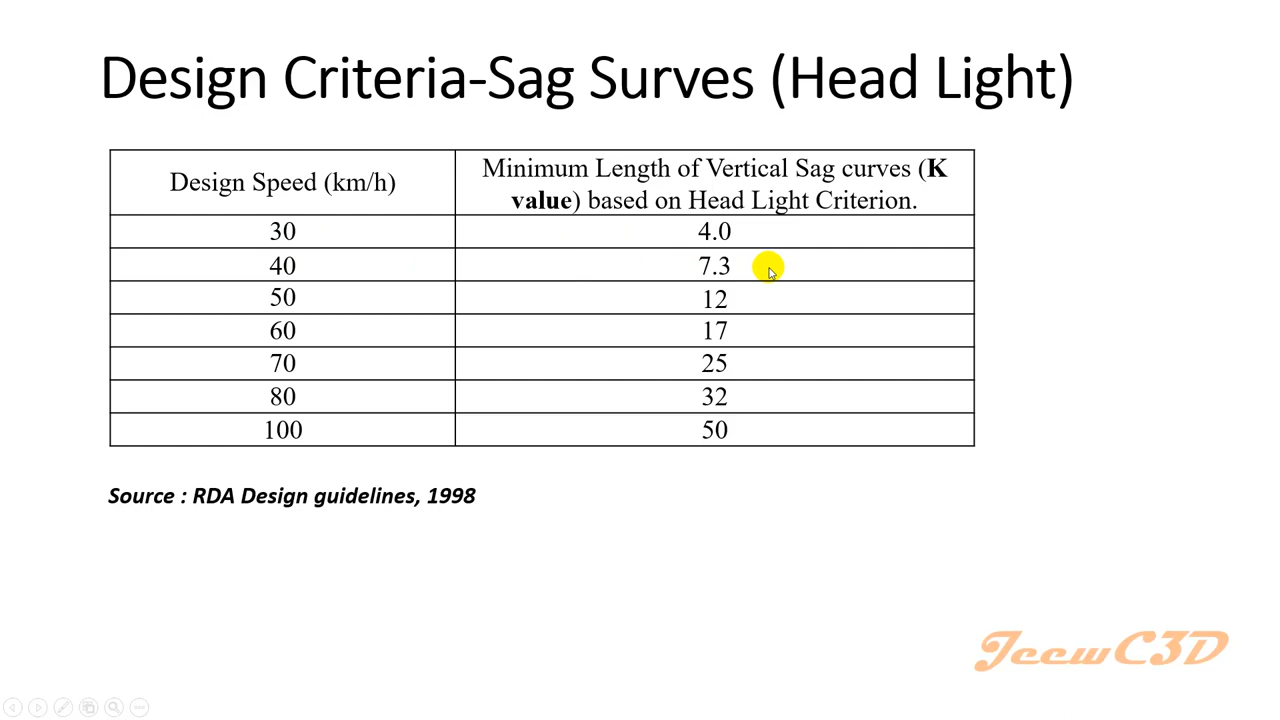 Design Criteria-Sag Surves (Head Light)
Design Speed (km/h)
Minimum Length of Vertical Sag curves (K
value) based on Head Light Criterion.
30 4.0
40 7.3
50 12
60 17
70 25
80 32
100 50
Source : RDA Design guidelines, 1998
JeewC3D